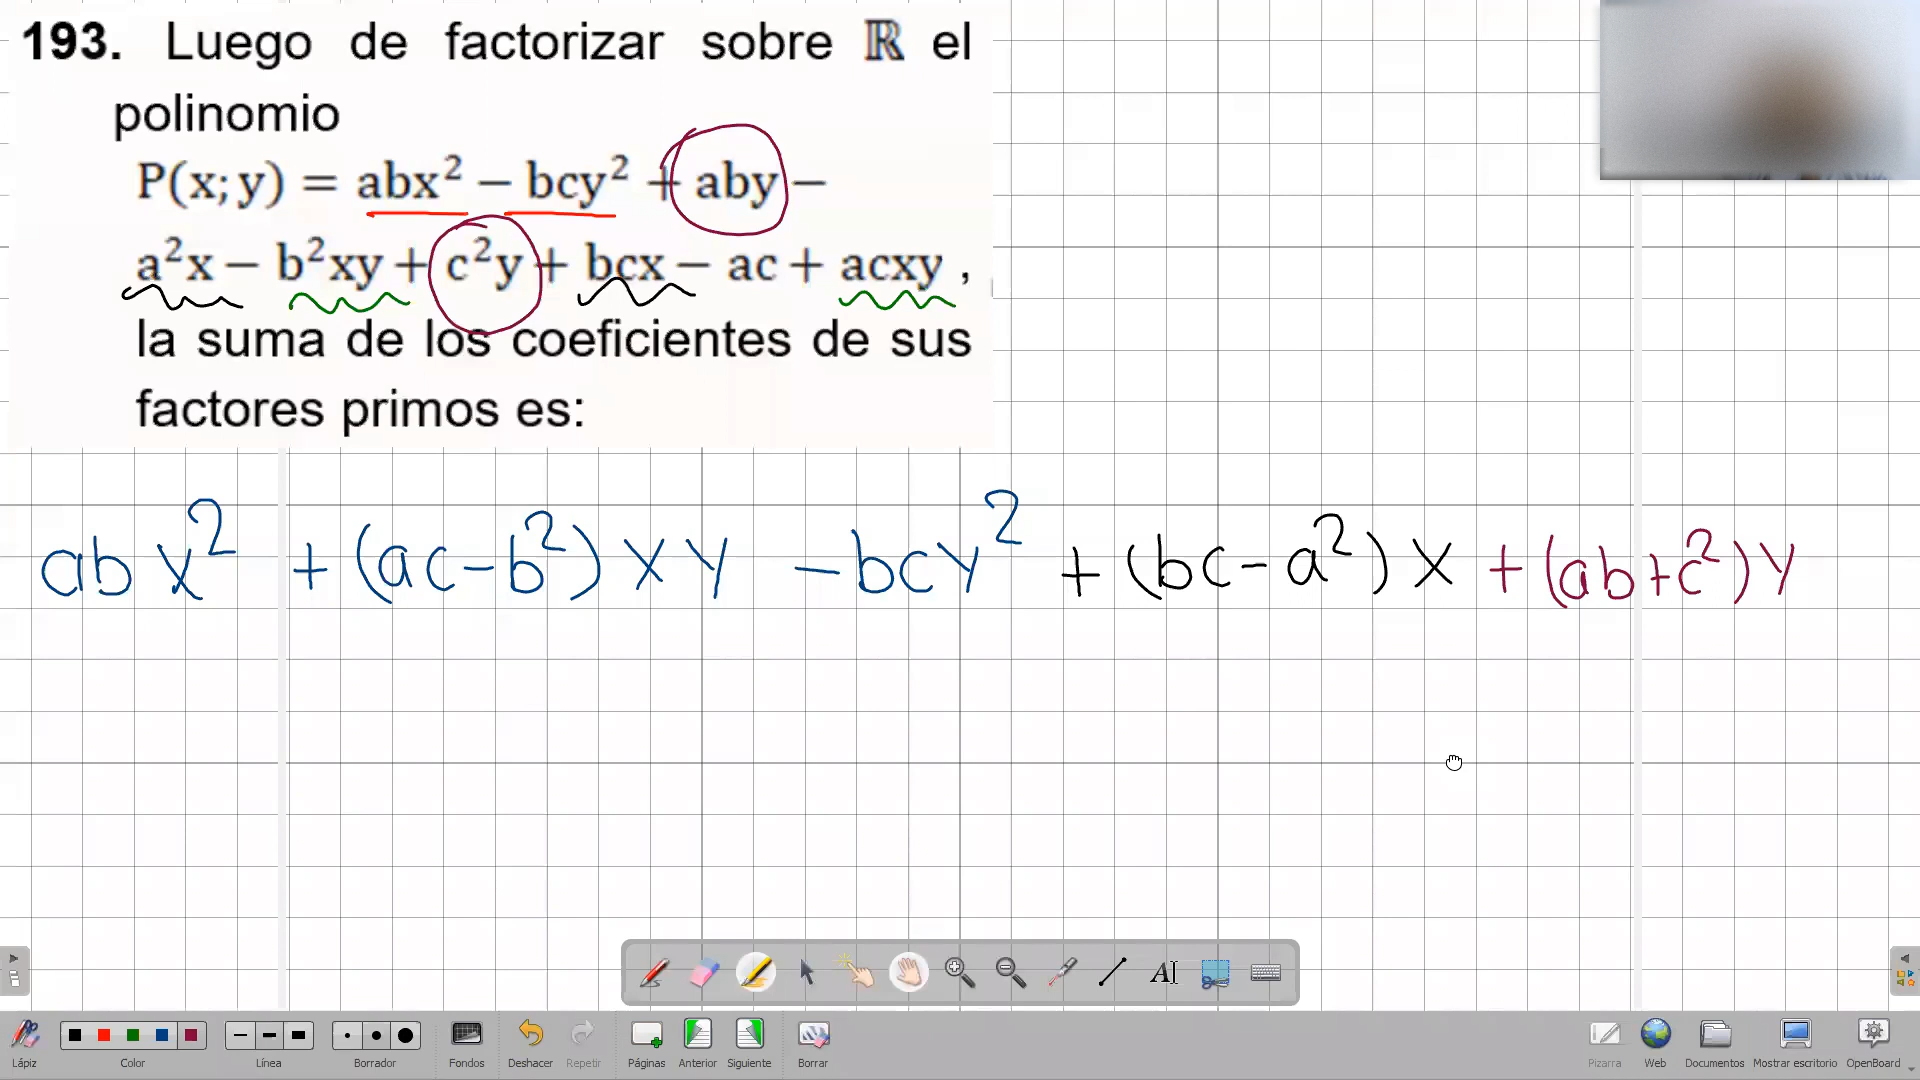 193. Luego de factorizar sobre ℝ el
polinomio
P(x; y) = abx² − bcy² + aby −
a²x − b²xy + c²y + bcx − ac + acxy ,
la suma de los coeficientes de sus
factores primos es:
abx² + (ac-b²)xy - bcy² + (bc-a²)x + (ab+c²)y
AI
Lápiz Color Línea Borrador Fondos Deshacer Repetir Páginas Anterior Siguiente Borrar Pizarra Web Documentos Mostrar escritorio OpenBoard